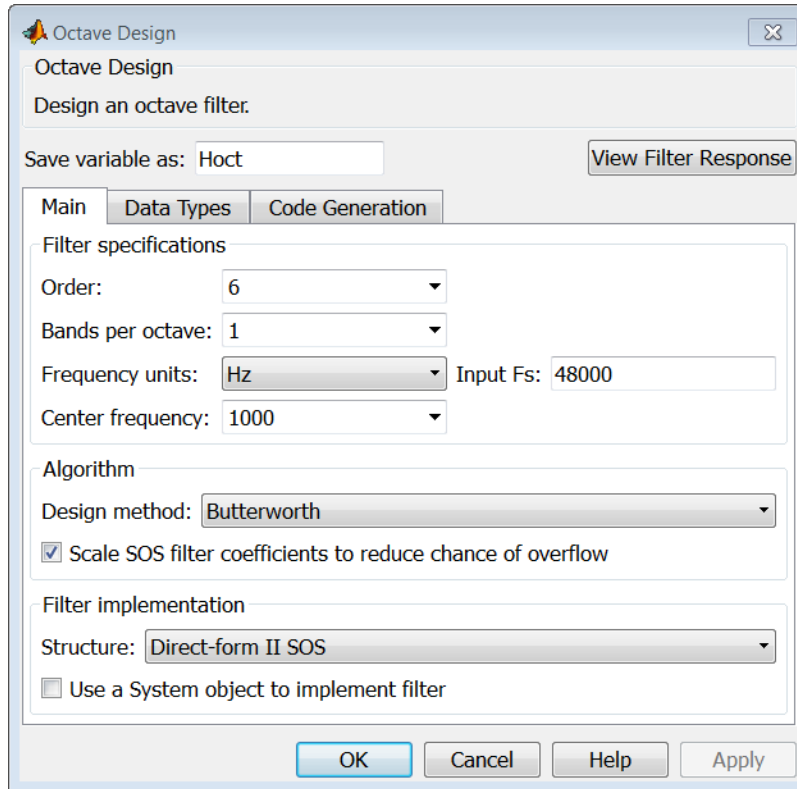 Octave Design
Octave Design
Design an octave filter.
Save variable as: Hoct View Filter Response
Main Data Types Code Generation
Filter specifications
Order: 6
Bands per octave: 1
Frequency units: Hz Input Fs: 48000
Center frequency: 1000
Algorithm
Design method: Butterworth
Scale SOS filter coefficients to reduce chance of overflow
Filter implementation
Structure: Direct-form II SOS
Use a System object to implement filter
OK Cancel Help Apply